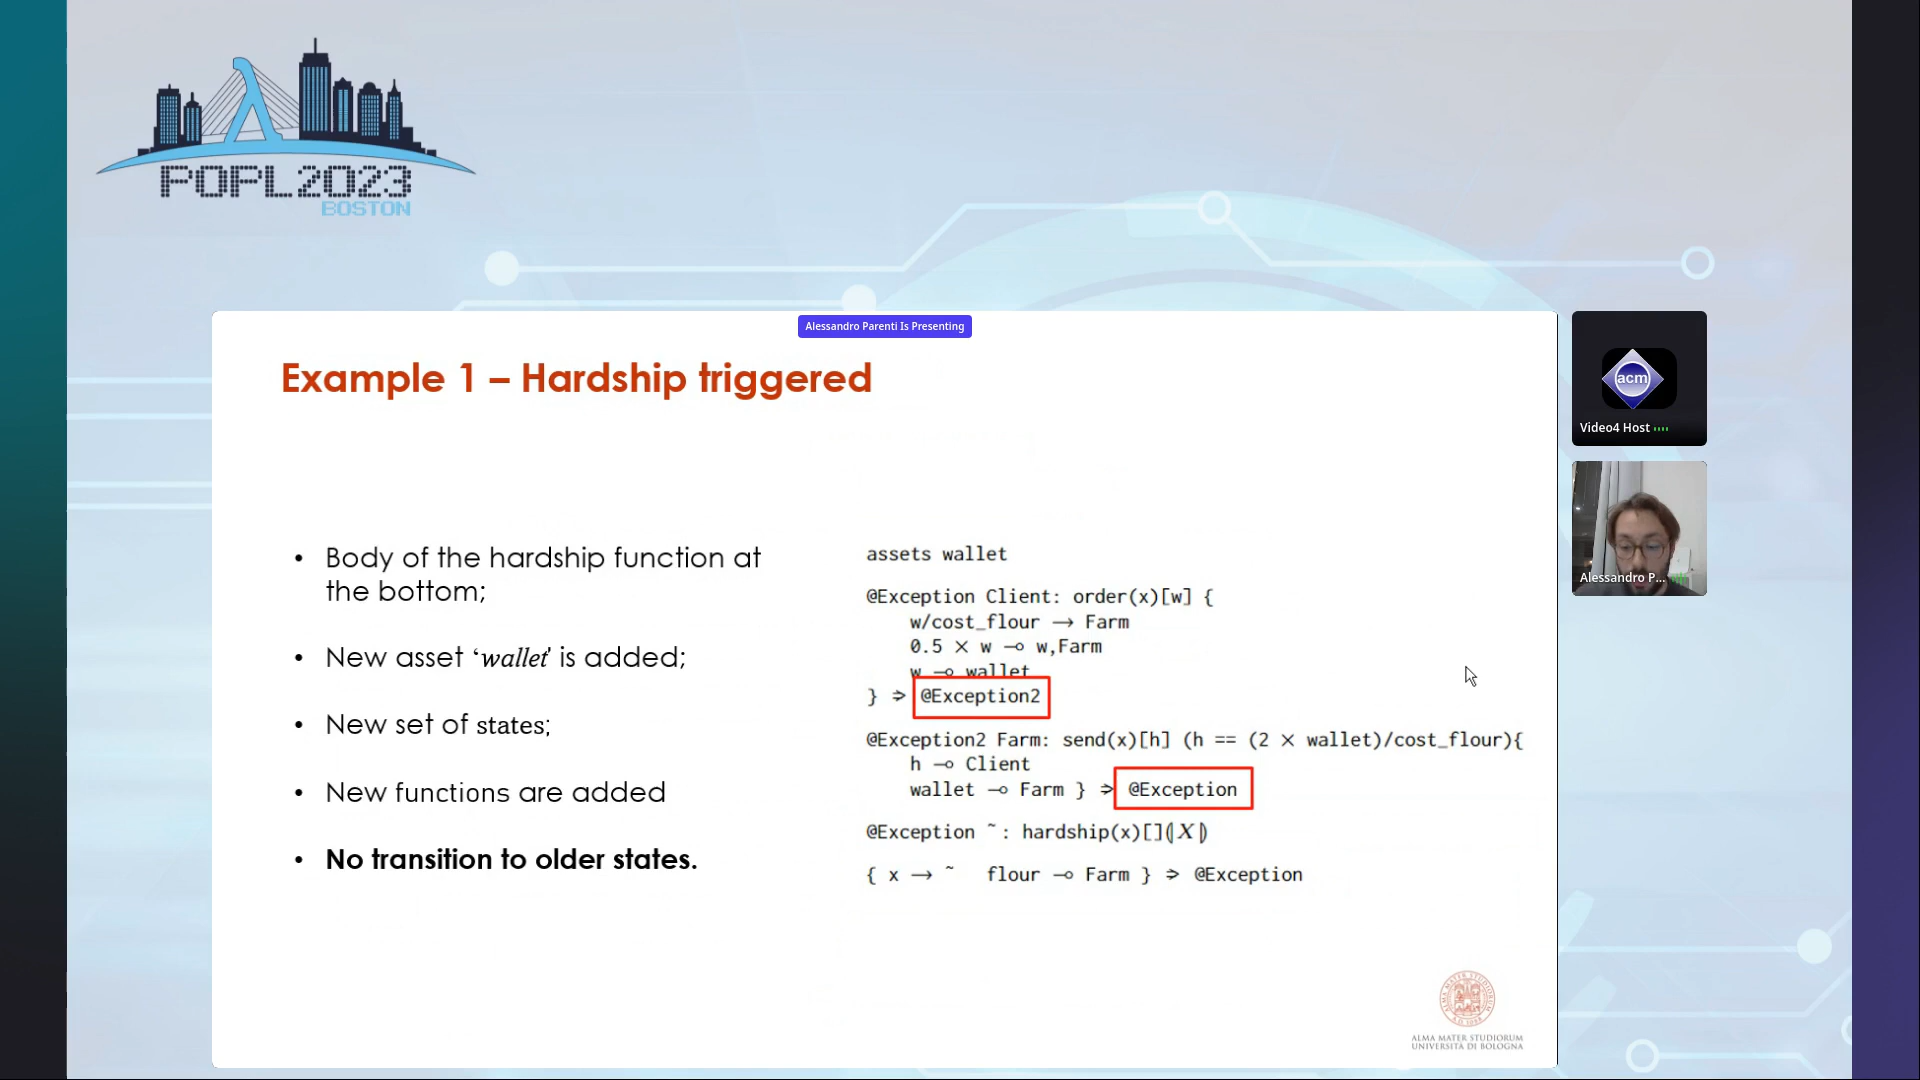 POPL2023
BOSTON
Alessandro Parenti Is Presenting
Example 1 – Hardship triggered
• Body of the hardship function at
the bottom;
• New asset ‘wallet’ is added;
• New set of states;
• New functions are added
• No transition to older states.
assets wallet
@Exception Client: order(x)[w] {
w/cost_flour → Farm
0.5 × w ⊸ w,Farm
w ⊸ wallet
} ⇒ @Exception2
@Exception2 Farm: send(x)[h] (h == (2 × wallet)/cost_flour){
h ⊸ Client
wallet ⊸ Farm } ⇒ @Exception
@Exception ~: hardship(x)[](|X|)
{ x → ~ flour ⊸ Farm } ⇒ @Exception
ALMA MATER STUDIORUM
UNIVERSITÀ DI BOLOGNA
acm
Video4 Host
Alessandro P...